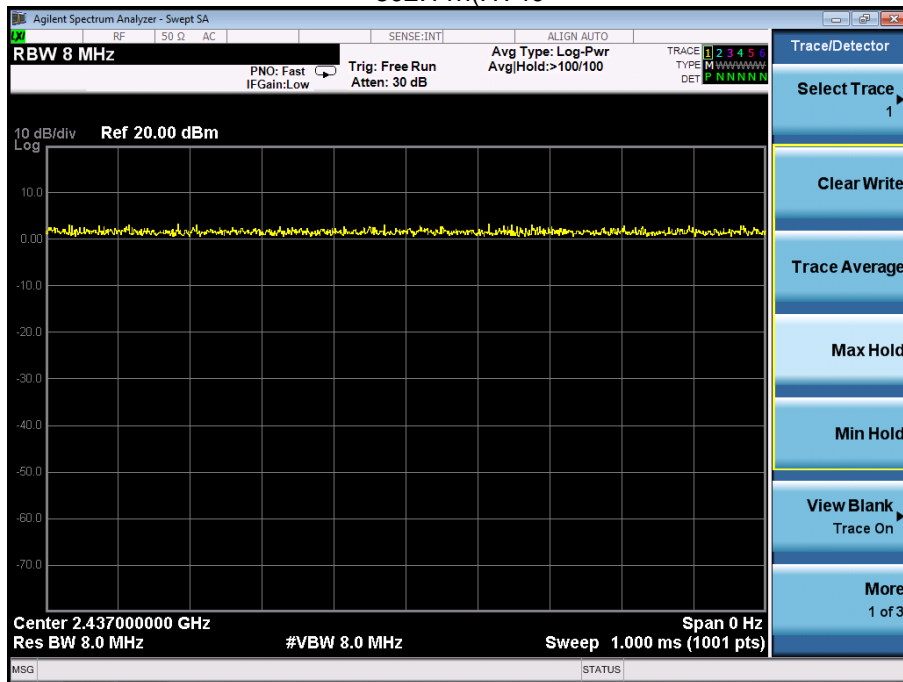 Agilent Spectrum Analyzer - Swept SA
LXI RF 50 Ω AC SENSE:INT ALIGN AUTO
RBW 8 MHz
PNO: Fast
IFGain:Low
Trig: Free Run
Atten: 30 dB
Avg Type: Log-Pwr
Avg|Hold:>100/100
TRACE 1 2 3 4 5 6
TYPE M W W W W W
DET P N N N N N
Trace/Detector
Select Trace
1
Clear Write
Trace Average
Max Hold
Min Hold
View Blank
Trace On
More
1 of 3
10 dB/div Ref 20.00 dBm
Log
10.0
0.00
-10.0
-20.0
-30.0
-40.0
-50.0
-60.0
-70.0
Center 2.437000000 GHz Span 0 Hz
Res BW 8.0 MHz #VBW 8.0 MHz Sweep 1.000 ms (1001 pts)
MSG STATUS